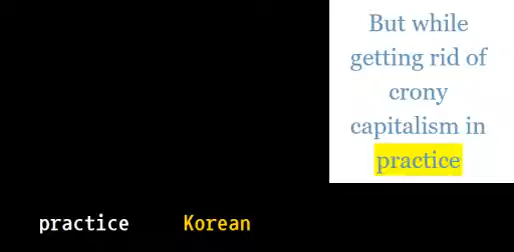 But while
getting rid of
crony
capitalism in
practice
practice Korean